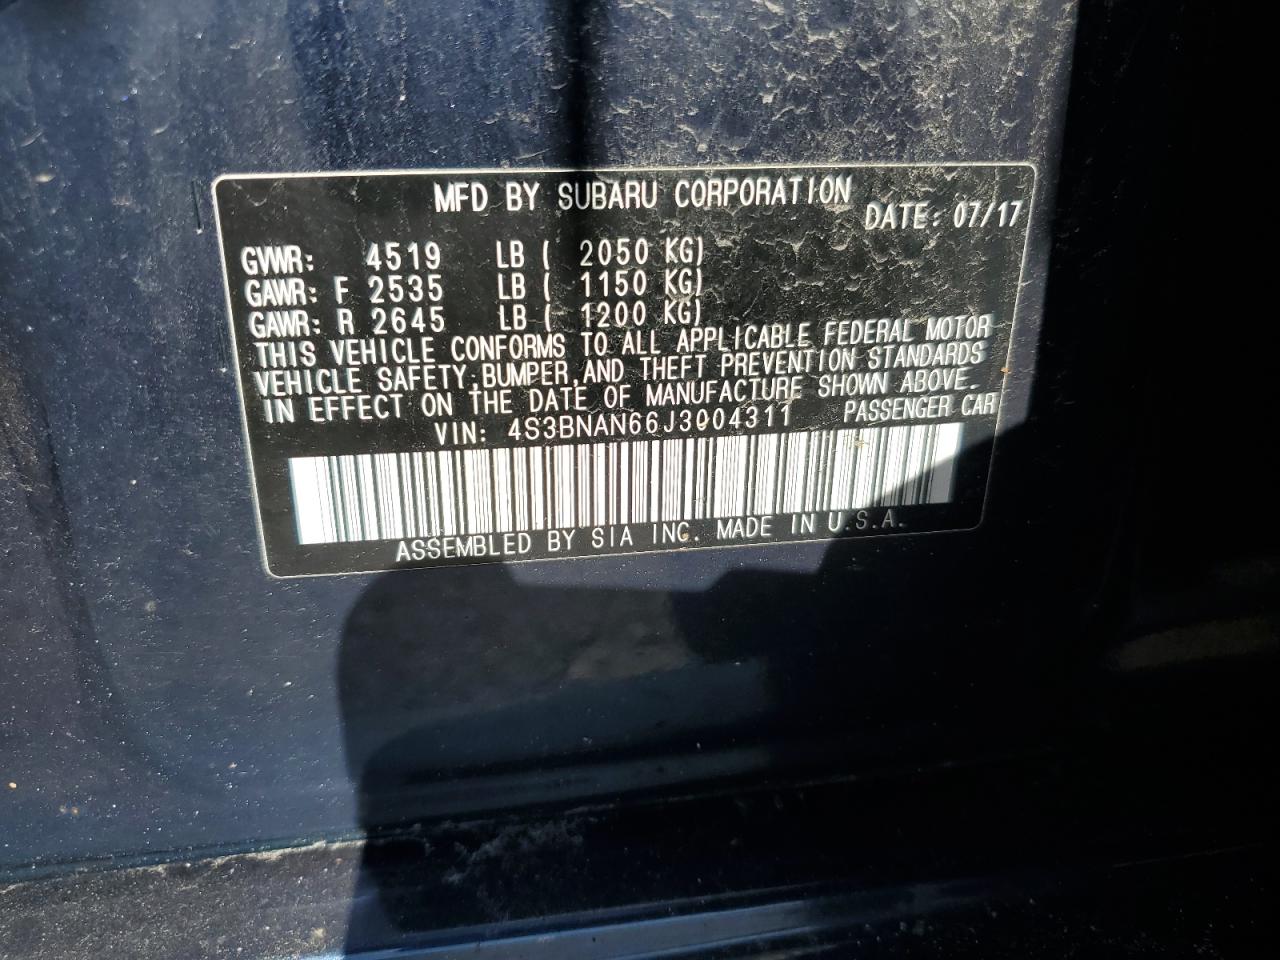 MFD BY SUBARU CORPORATION DATE: 07/17
GVWR: 4519 LB ( 2050 KG)
GAWR: F 2535 LB ( 1150 KG)
GAWR: R 2645 LB ( 1200 KG)
THIS VEHICLE CONFORMS TO ALL APPLICABLE FEDERAL MOTOR
VEHICLE SAFETY,BUMPER,AND THEFT PREVENTION STANDARDS
IN EFFECT ON THE DATE OF MANUFACTURE SHOWN ABOVE.
VIN: 4S3BNAN66J3004311 PASSENGER CAR
ASSEMBLED BY SIA INC. MADE IN U.S.A.